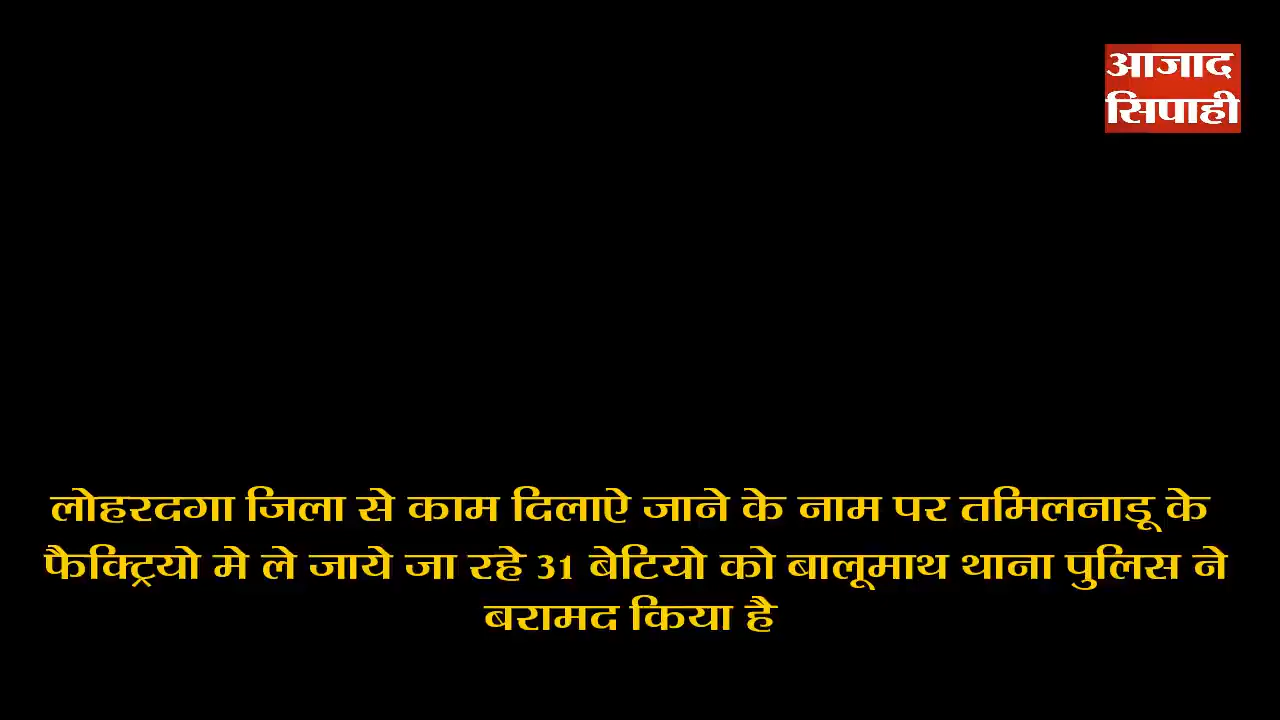 आजाद
सिपाही
लोहरदगा जिला से काम दिलाऐ जाने के नाम पर तमिलनाडू के
फैक्ट्रियो मे ले जाये जा रहे 31 बेटियो को बालूमाथ थाना पुलिस ने
बरामद किया है